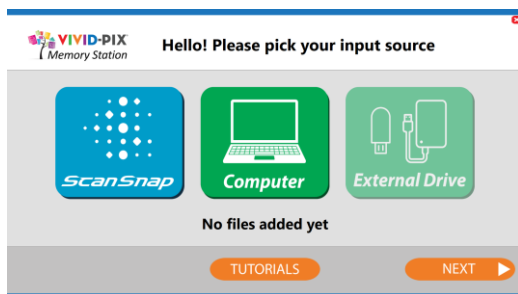 VIVID-PIX
Memory Station
Hello! Please pick your input source
ScanSnap
Computer
External Drive
No files added yet
TUTORIALS
NEXT